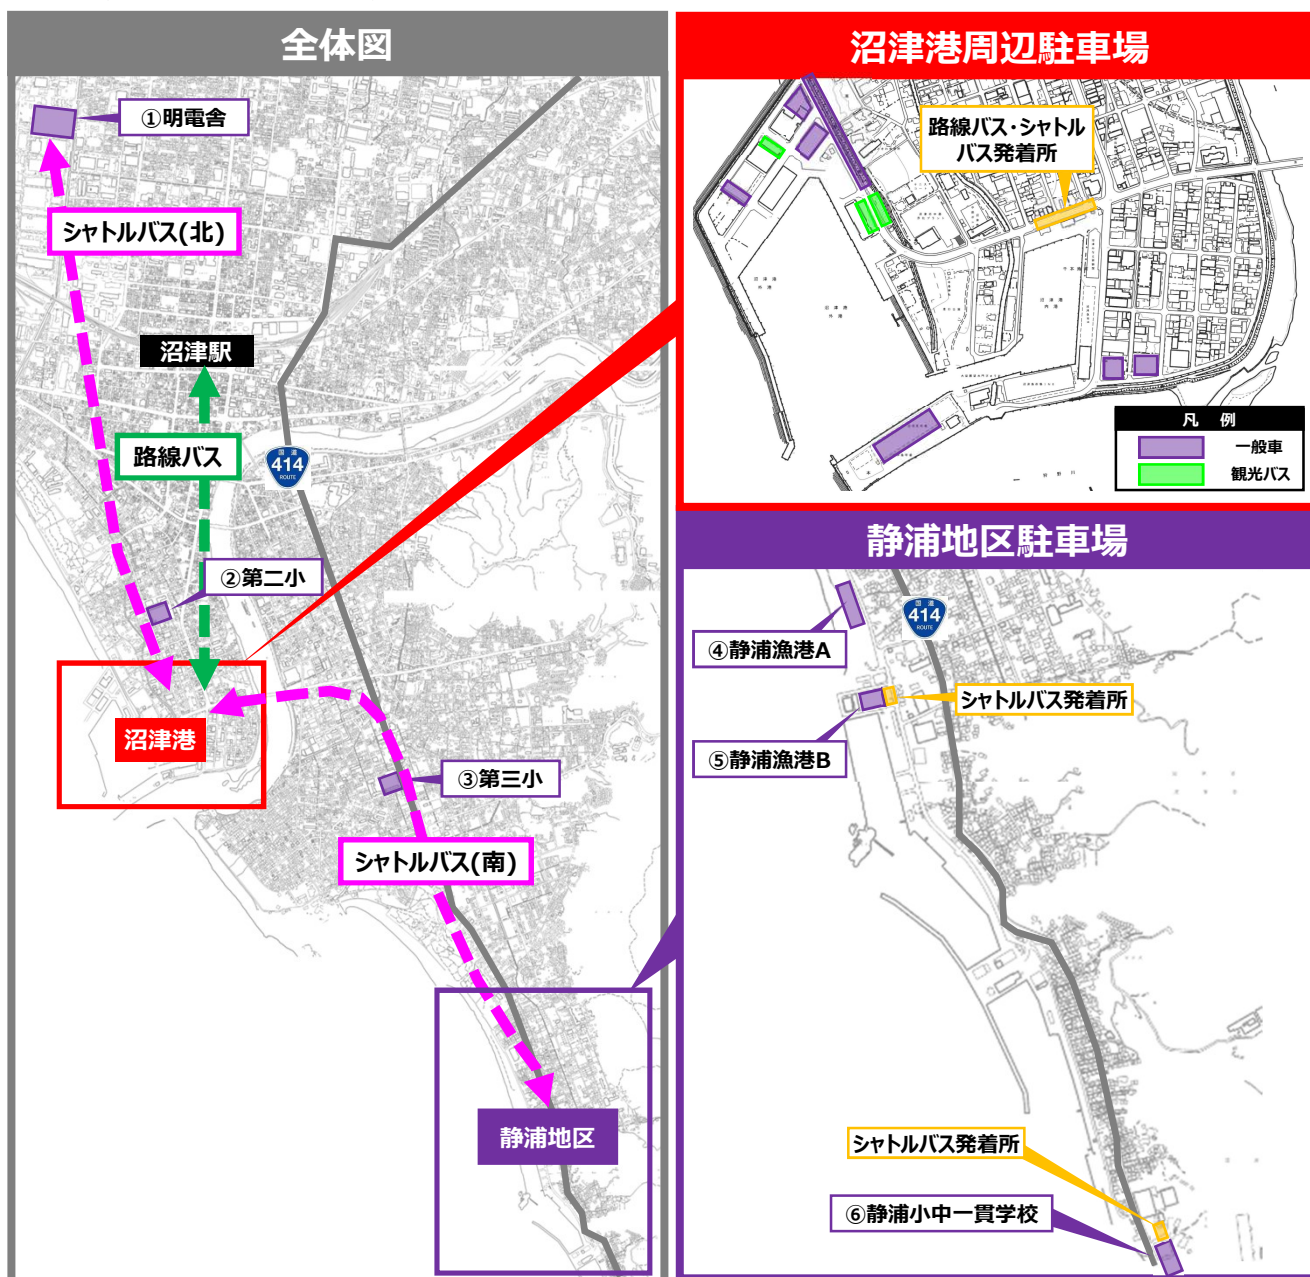 全体図
①明電舎
シャトルバス(北)
沼津駅
路線バス
国道
414
ROUTE
②第二小
沼津港
③第三小
シャトルバス(南)
静浦地区
沼津港周辺駐車場
路線バス・シャトル
バス発着所
凡 例
一般車
観光バス
静浦地区駐車場
国道
414
ROUTE
④静浦漁港A
シャトルバス発着所
⑤静浦漁港B
シャトルバス発着所
⑥静浦小中一貫学校